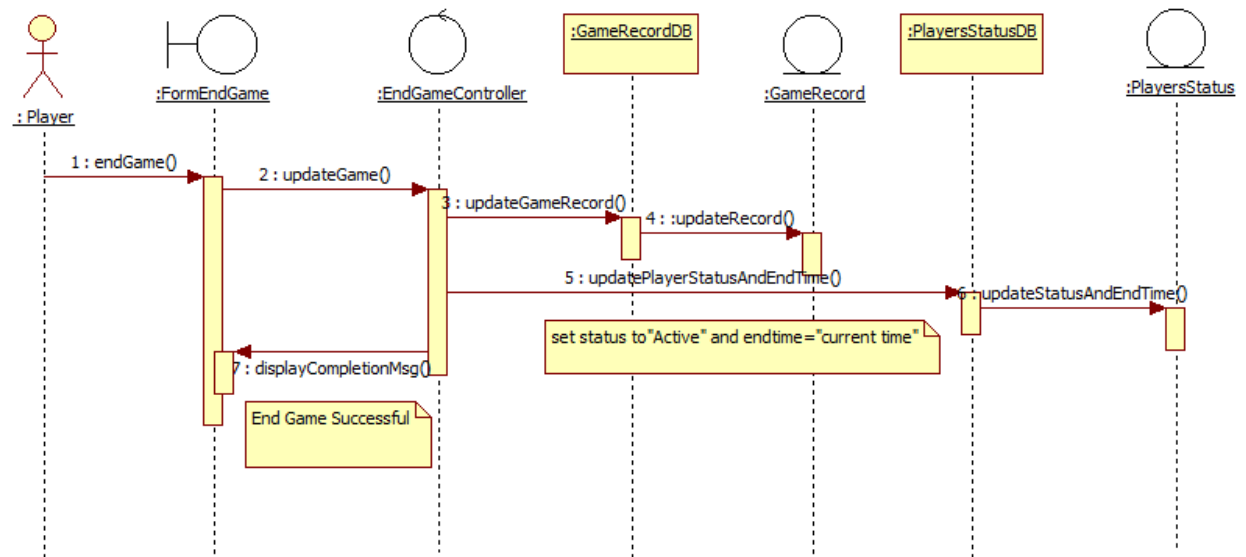 :GameRecordDB
:PlayersStatusDB
:FormEndGame
:EndGameController
:GameRecord
:PlayersStatus
: Player
1 : endGame()
2 : updateGame()
3 : updateGameRecord()
4 : :updateRecord()
5 : updatePlayerStatusAndEndTime()
6 : updateStatusAndEndTime()
set status to"Active" and endtime="current time"
7 : displayCompletionMsg()
End Game Successful